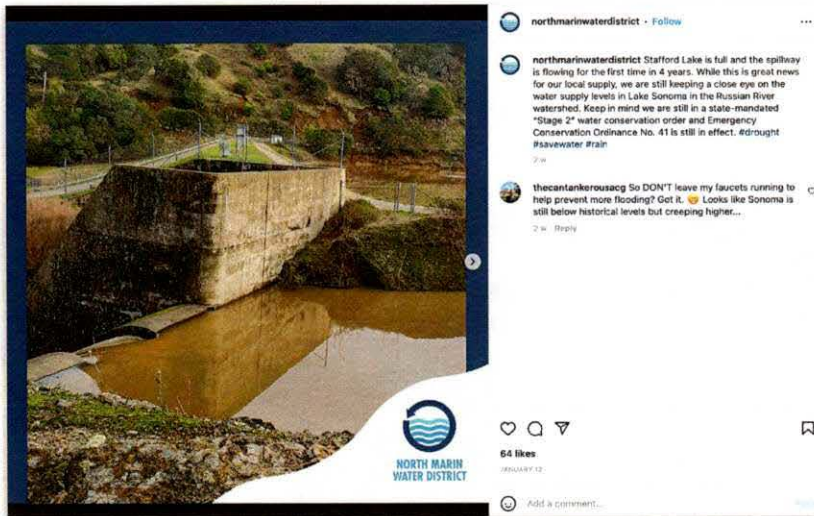 northmarinwaterdistrict • Follow
northmarinwaterdistrict Stafford Lake is full and the spillway
is flowing for the first time in 4 years. While this is great news
for our local supply, we are still keeping a close eye on the
water supply levels in Lake Sonoma in the Russian River
watershed. Keep in mind we are still in a state-mandated
"Stage 2" water conservation order and Emergency
Conservation Ordinance No. 41 is still in effect. #drought
#savewater #rain
2 w
thecantankerousacg So DON'T leave my faucets running to
help prevent more flooding? Got it. 😁 Looks like Sonoma is
still below historical levels but creeping higher...
2 w Reply
NORTH MARIN
WATER DISTRICT
64 likes
JANUARY 12
Add a comment...